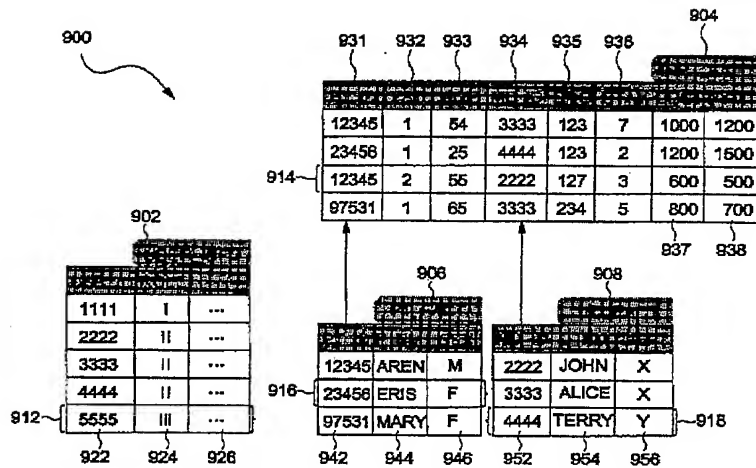 900
931 932 933 934 935 936
904
12345 1 54 3333 123 7 1000 1200
23456 1 25 4444 123 2 1200 1500
914 12345 2 55 2222 127 3 600 500
97531 1 65 3333 234 5 800 700
937 938
902
1111 I ...
2222 II ...
3333 II ...
4444 II ...
912 5555 III ...
922 924 926
906
12345 AREN M
916 23456 ERIS F
97531 MARY F
942 944 946
908
2222 JOHN X
3333 ALICE X
4444 TERRY Y 918
952 954 956